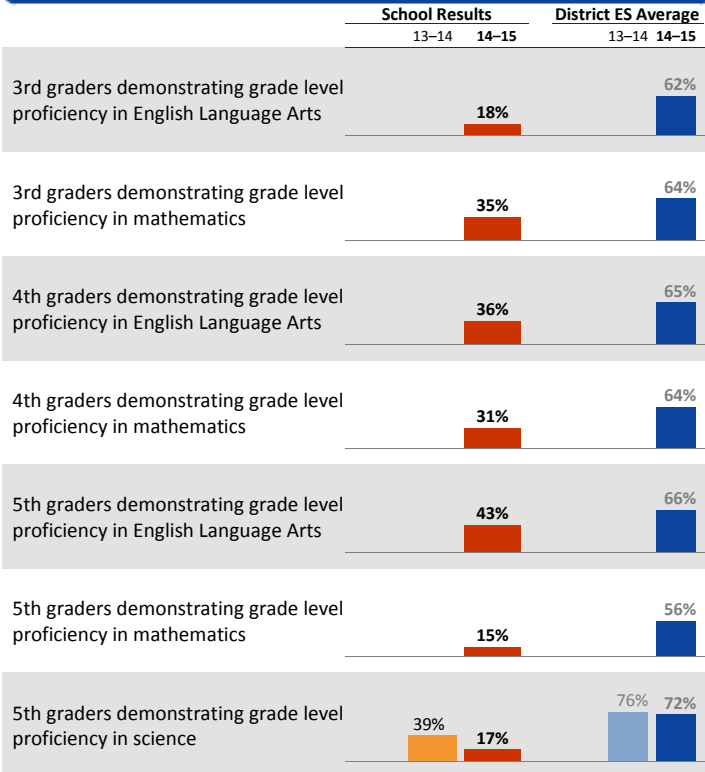 School Results District ES Average
13–14 14–15 13–14 14–15
3rd graders demonstrating grade level
proficiency in English Language Arts
18% 62%
3rd graders demonstrating grade level
proficiency in mathematics
35% 64%
4th graders demonstrating grade level
proficiency in English Language Arts
36% 65%
4th graders demonstrating grade level
proficiency in mathematics
31% 64%
5th graders demonstrating grade level
proficiency in English Language Arts
43% 66%
5th graders demonstrating grade level
proficiency in mathematics
15% 56%
5th graders demonstrating grade level
proficiency in science
39% 17% 76% 72%